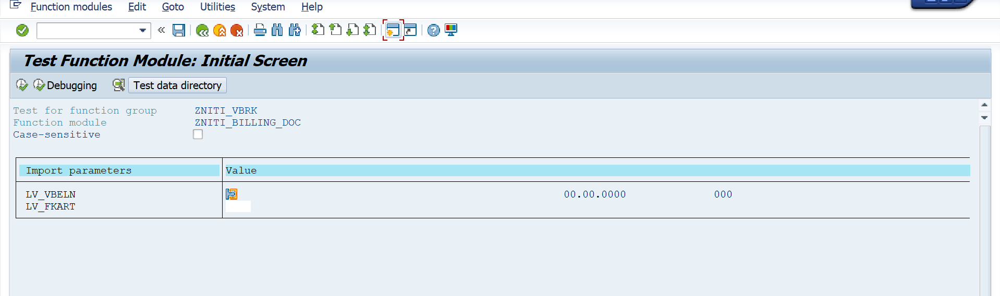 Function modules Edit Goto Utilities System Help
Test Function Module: Initial Screen
Debugging Test data directory
Test for function group ZNITI_VBRK
Function module ZNITI_BILLING_DOC
Case-sensitive
Import parameters Value
LV_VBELN 00.00.0000 000
LV_FKART